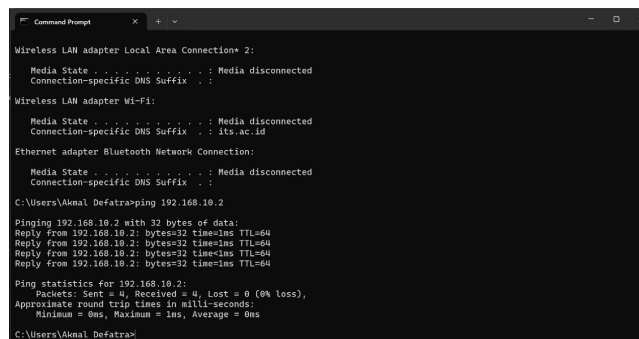 Command Prompt
Wireless LAN adapter Local Area Connection* 2:
Media State . . . . . . . . . . . : Media disconnected
Connection-specific DNS Suffix  . :
Wireless LAN adapter Wi-Fi:
Media State . . . . . . . . . . . : Media disconnected
Connection-specific DNS Suffix  . : its.ac.id
Ethernet adapter Bluetooth Network Connection:
Media State . . . . . . . . . . . : Media disconnected
Connection-specific DNS Suffix  . :
C:\Users\Akmal Defatra>ping 192.168.10.2
Pinging 192.168.10.2 with 32 bytes of data:
Reply from 192.168.10.2: bytes=32 time=1ms TTL=64
Reply from 192.168.10.2: bytes=32 time=1ms TTL=64
Reply from 192.168.10.2: bytes=32 time<1ms TTL=64
Reply from 192.168.10.2: bytes=32 time=1ms TTL=64
Ping statistics for 192.168.10.2:
Packets: Sent = 4, Received = 4, Lost = 0 (0% loss),
Approximate round trip times in milli-seconds:
Minimum = 0ms, Maximum = 1ms, Average = 0ms
C:\Users\Akmal Defatra>